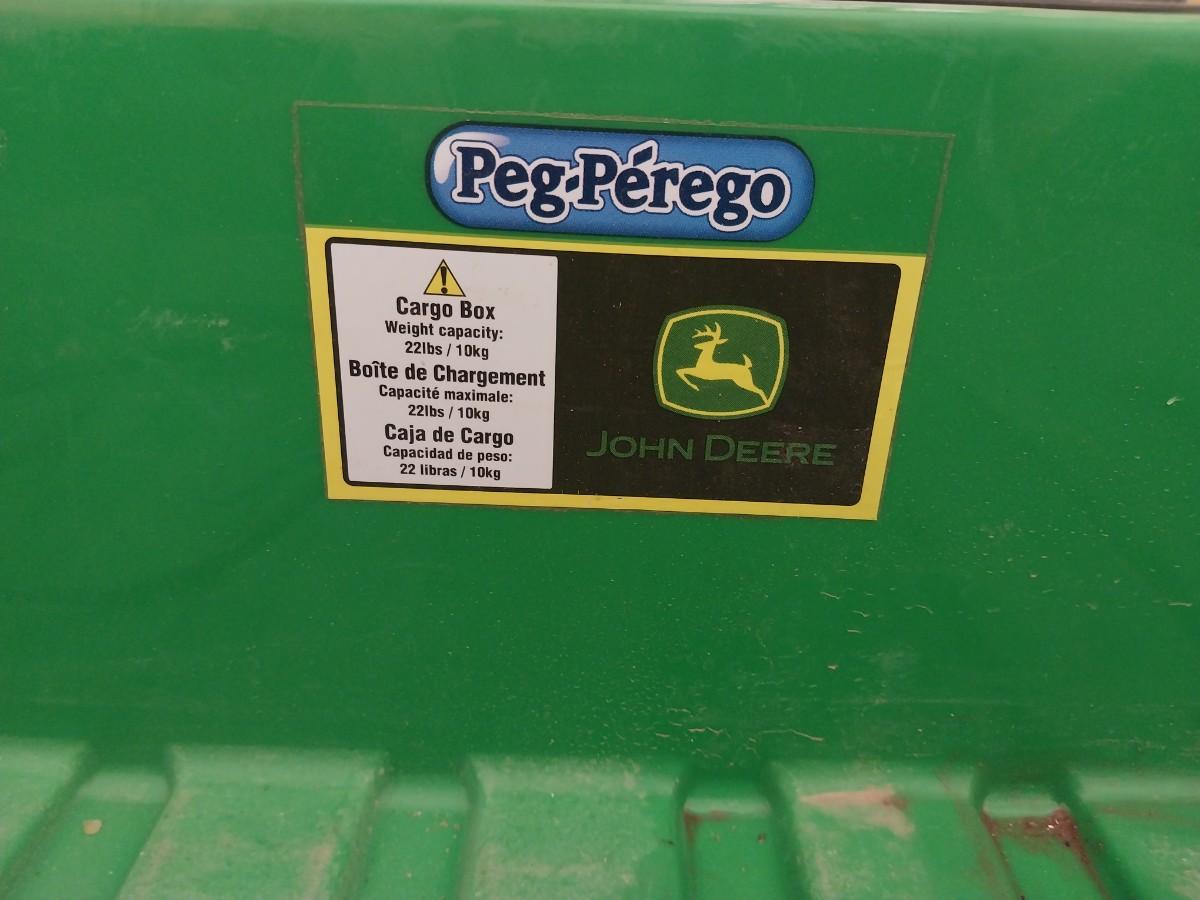 Peg-Pérego
Cargo Box
Weight capacity:
22lbs / 10kg
Boîte de Chargement
Capacité maximale:
22lbs / 10kg
Caja de Cargo
Capacidad de peso:
22 libras / 10kg
JOHN DEERE